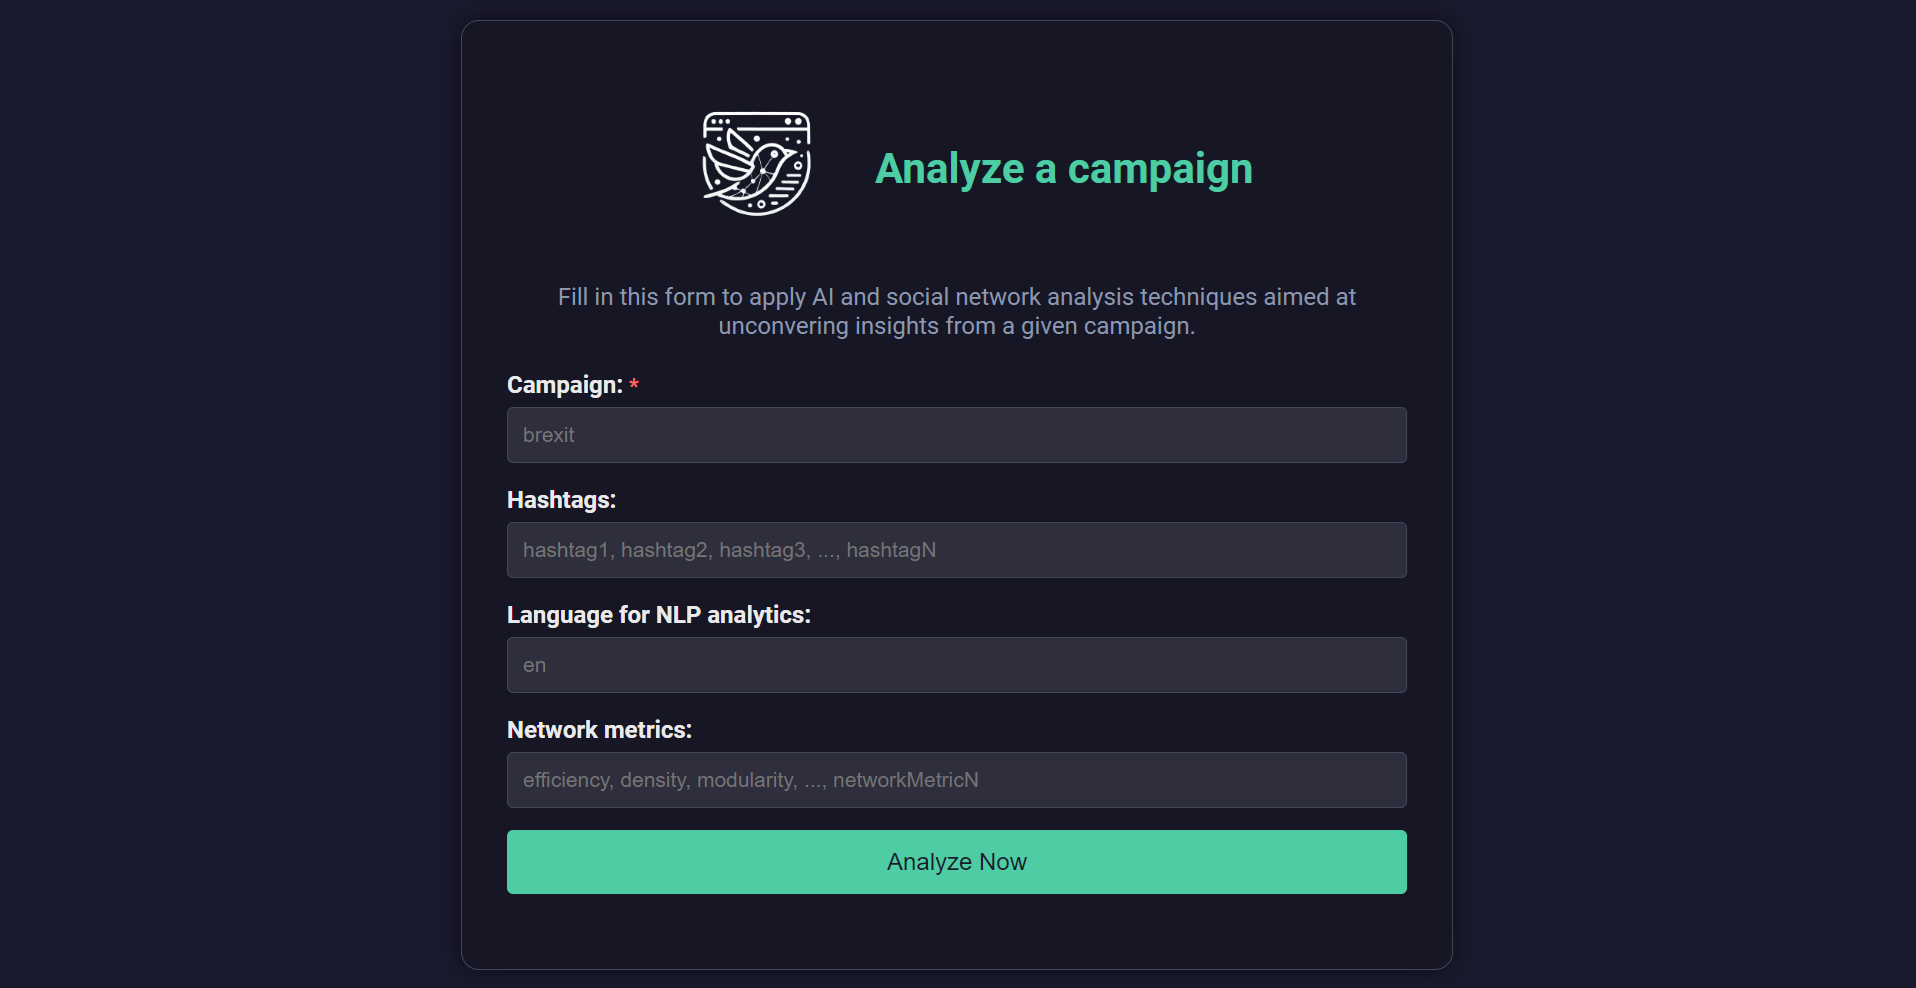 Analyze a campaign
Fill in this form to apply AI and social network analysis techniques aimed at
unconvering insights from a given campaign.
Campaign: *
brexit
Hashtags:
hashtag1, hashtag2, hashtag3, ..., hashtagN
Language for NLP analytics:
en
Network metrics:
efficiency, density, modularity, ..., networkMetricN
Analyze Now